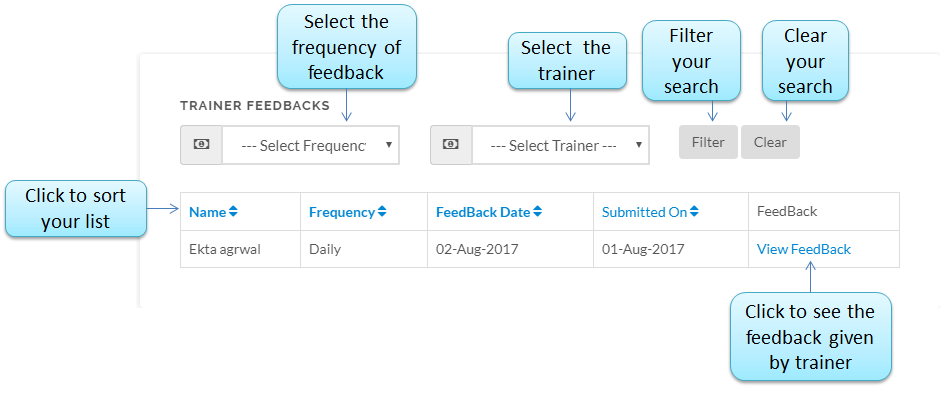 Select the
frequency of
feedback
Select the
trainer
Filter
your
search
Clear
your
search
TRAINER FEEDBACKS
--- Select Frequenc
--- Select Trainer ---
Filter
Clear
Click to sort
your list
Name Frequency FeedBack Date Submitted On FeedBack
Ekta agrwal Daily 02-Aug-2017 01-Aug-2017 View FeedBack
Click to see the
feedback given
by trainer